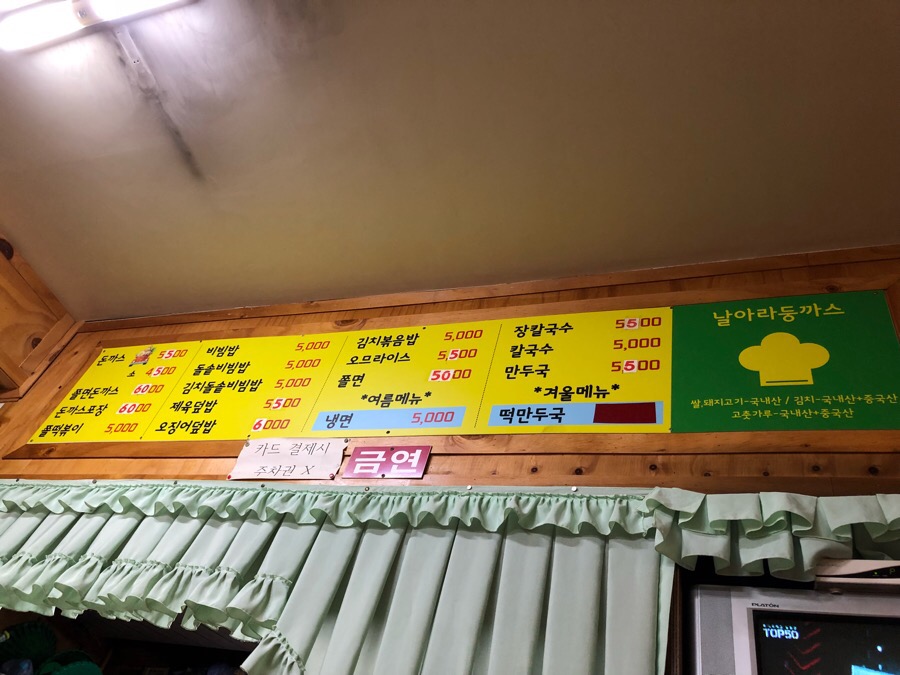 돈까스 5500
소 4500
쫄면돈까스 6000
돈까스포장 6000
쫄떡볶이 5000
비빔밥 5,000
돌솥비빔밥 5,000
김치돌솥비빔밥 5,000
제육덮밥 5500
오징어덮밥 6000
김치볶음밥 5,000
오므라이스 5,500
쫄면 5000
*여름메뉴*
냉면 5,000
장칼국수 5500
칼국수 5,000
만두국 5,500
*겨울메뉴*
떡만두국
날아라등까스
쌀,돼지고기-국내산 / 김치-국내산+중국산
고춧가루-국내산+중국산
카드 결제시
주차권 X
금연
PLATÓN
TOP50